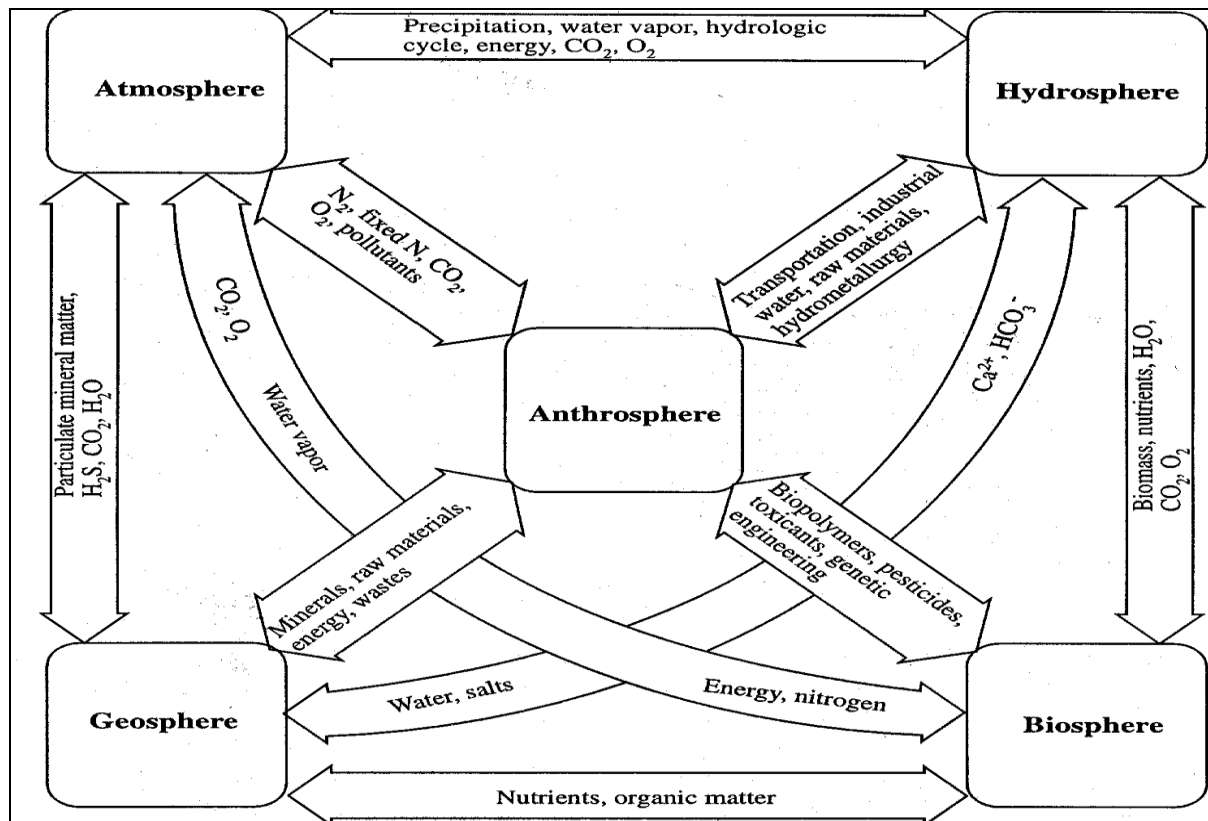 Precipitation, water vapor, hydrologic
cycle, energy, CO₂, O₂
Atmosphere
Hydrosphere
N₂, fixed N, CO₂,
O₂, pollutants
Transportation, industrial
water, raw materials,
hydrometallurgy
CO₂, O₂
Water vapor
Ca²⁺, HCO₃⁻
Particulate mineral matter,
H₂S, CO₂, H₂O
Anthrosphere
Biomass, nutrients, H₂O,
CO₂, O₂
Minerals, raw materials,
energy, wastes
Biopolymers, pesticides,
toxicants, genetic
engineering
Water, salts
Energy, nitrogen
Geosphere
Biosphere
Nutrients, organic matter